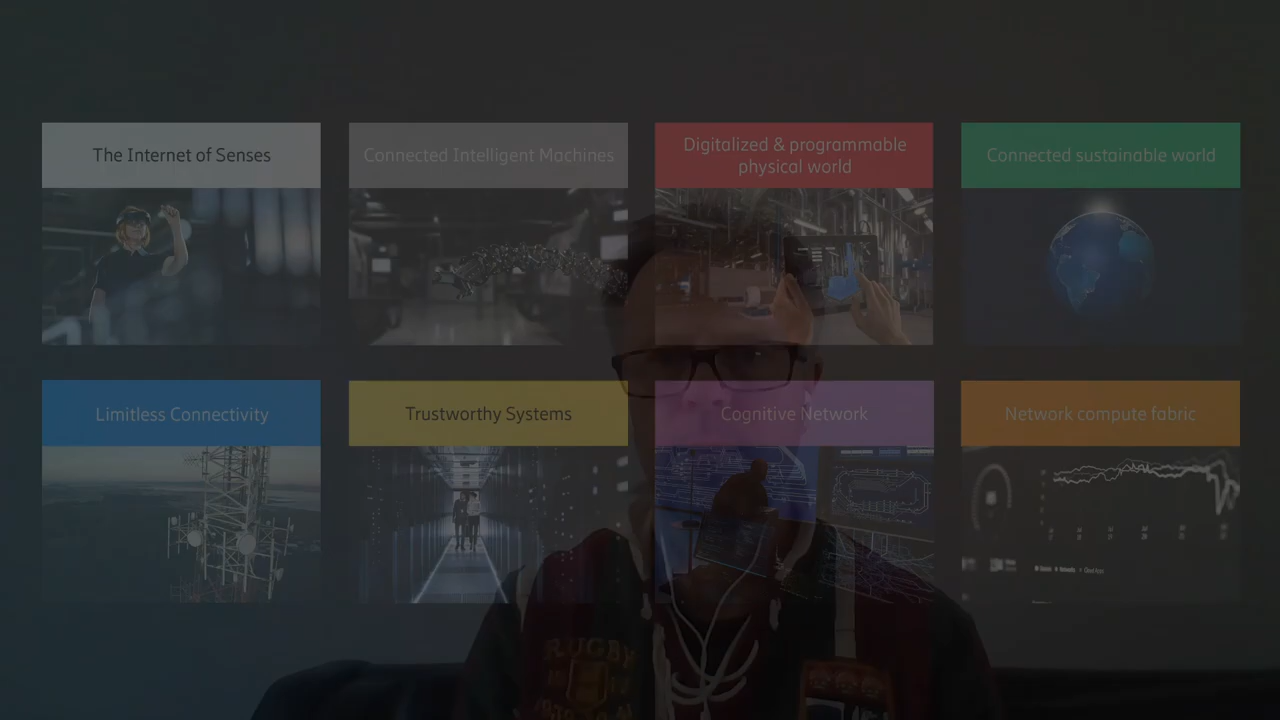 The Internet of Senses
Connected Intelligent Machines
Digitalized & programmable
physical world
Connected sustainable world
Limitless Connectivity
Trustworthy Systems
Cognitive Network
Network compute fabric
RUGBY